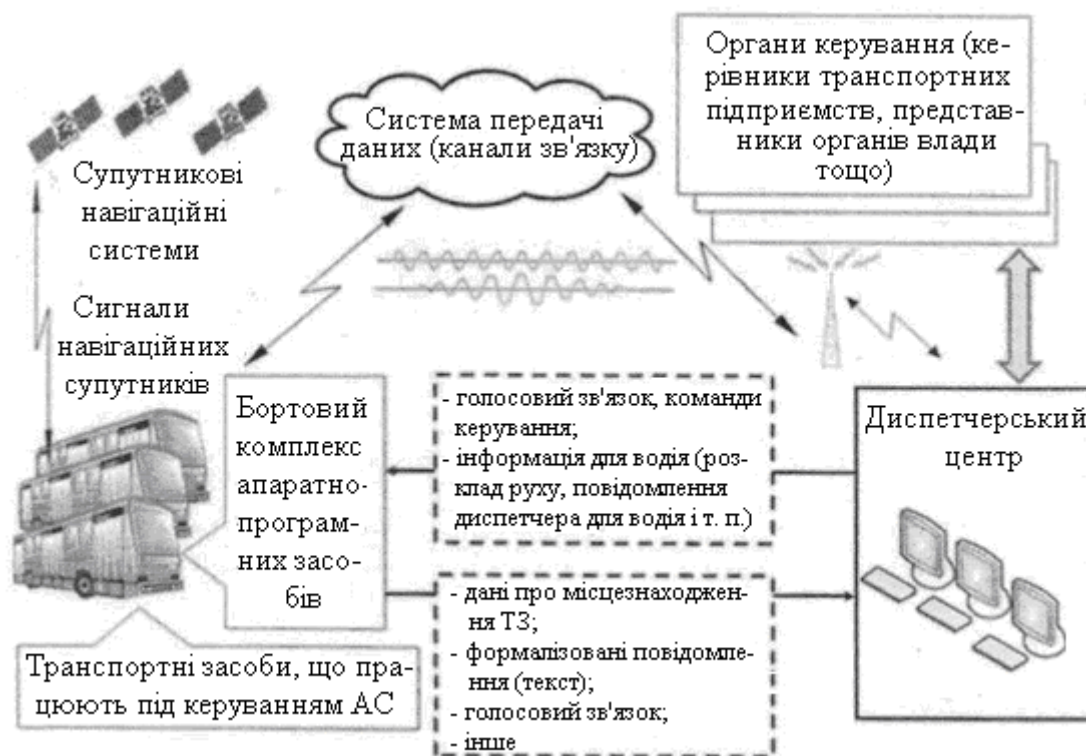 Органи керування (ке-
рівники транспортних
підприємств, представ-
ники органів влади
тощо)
Система передачі
даних (канали зв'язку)
Супутникові
навігаційні
системи
Сигнали
навігаційних
супутників
Бортовий
комплекс
апаратно-
програм-
них засо-
бів
- голосовий зв'язок, команди
керування;
- інформація для водія (роз-
клад руху, повідомлення
диспетчера для водія і т. п.)
Диспетчерський
центр
- дані про місцезнаходжен-
ня ТЗ;
- формалізовані повідомле-
ння (текст);
- голосовий зв'язок;
- інше
Транспортні засоби, що пра-
цюють під керуванням АС